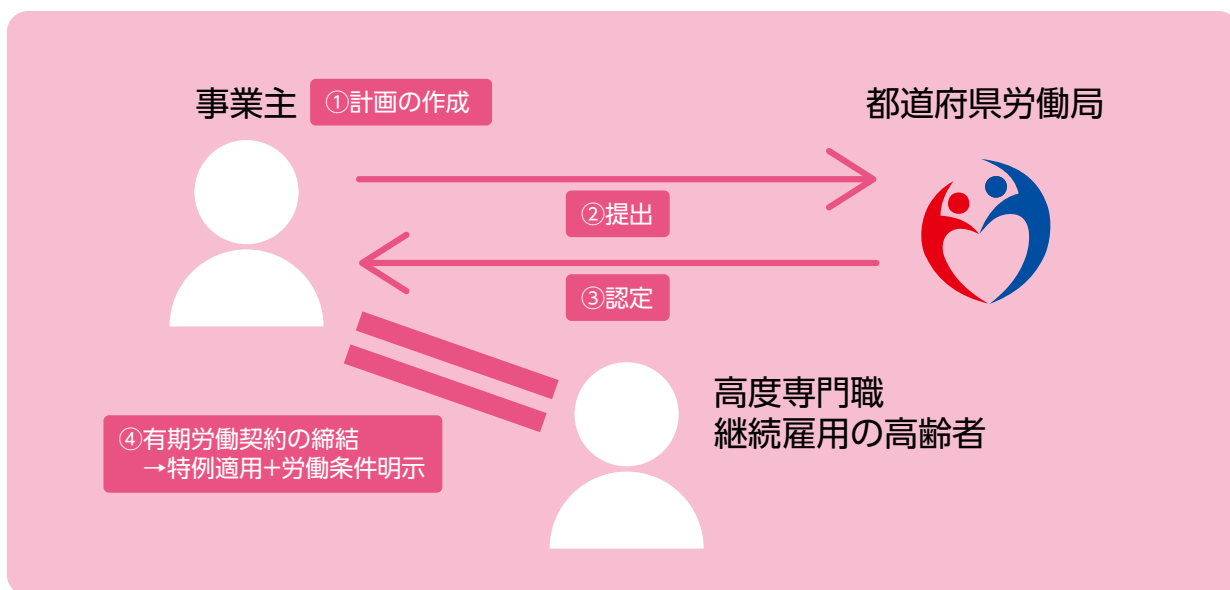 事業主
①計画の作成
都道府県労働局
②提出
③認定
高度専門職
継続雇用の高齢者
④有期労働契約の締結
→特例適用+労働条件明示